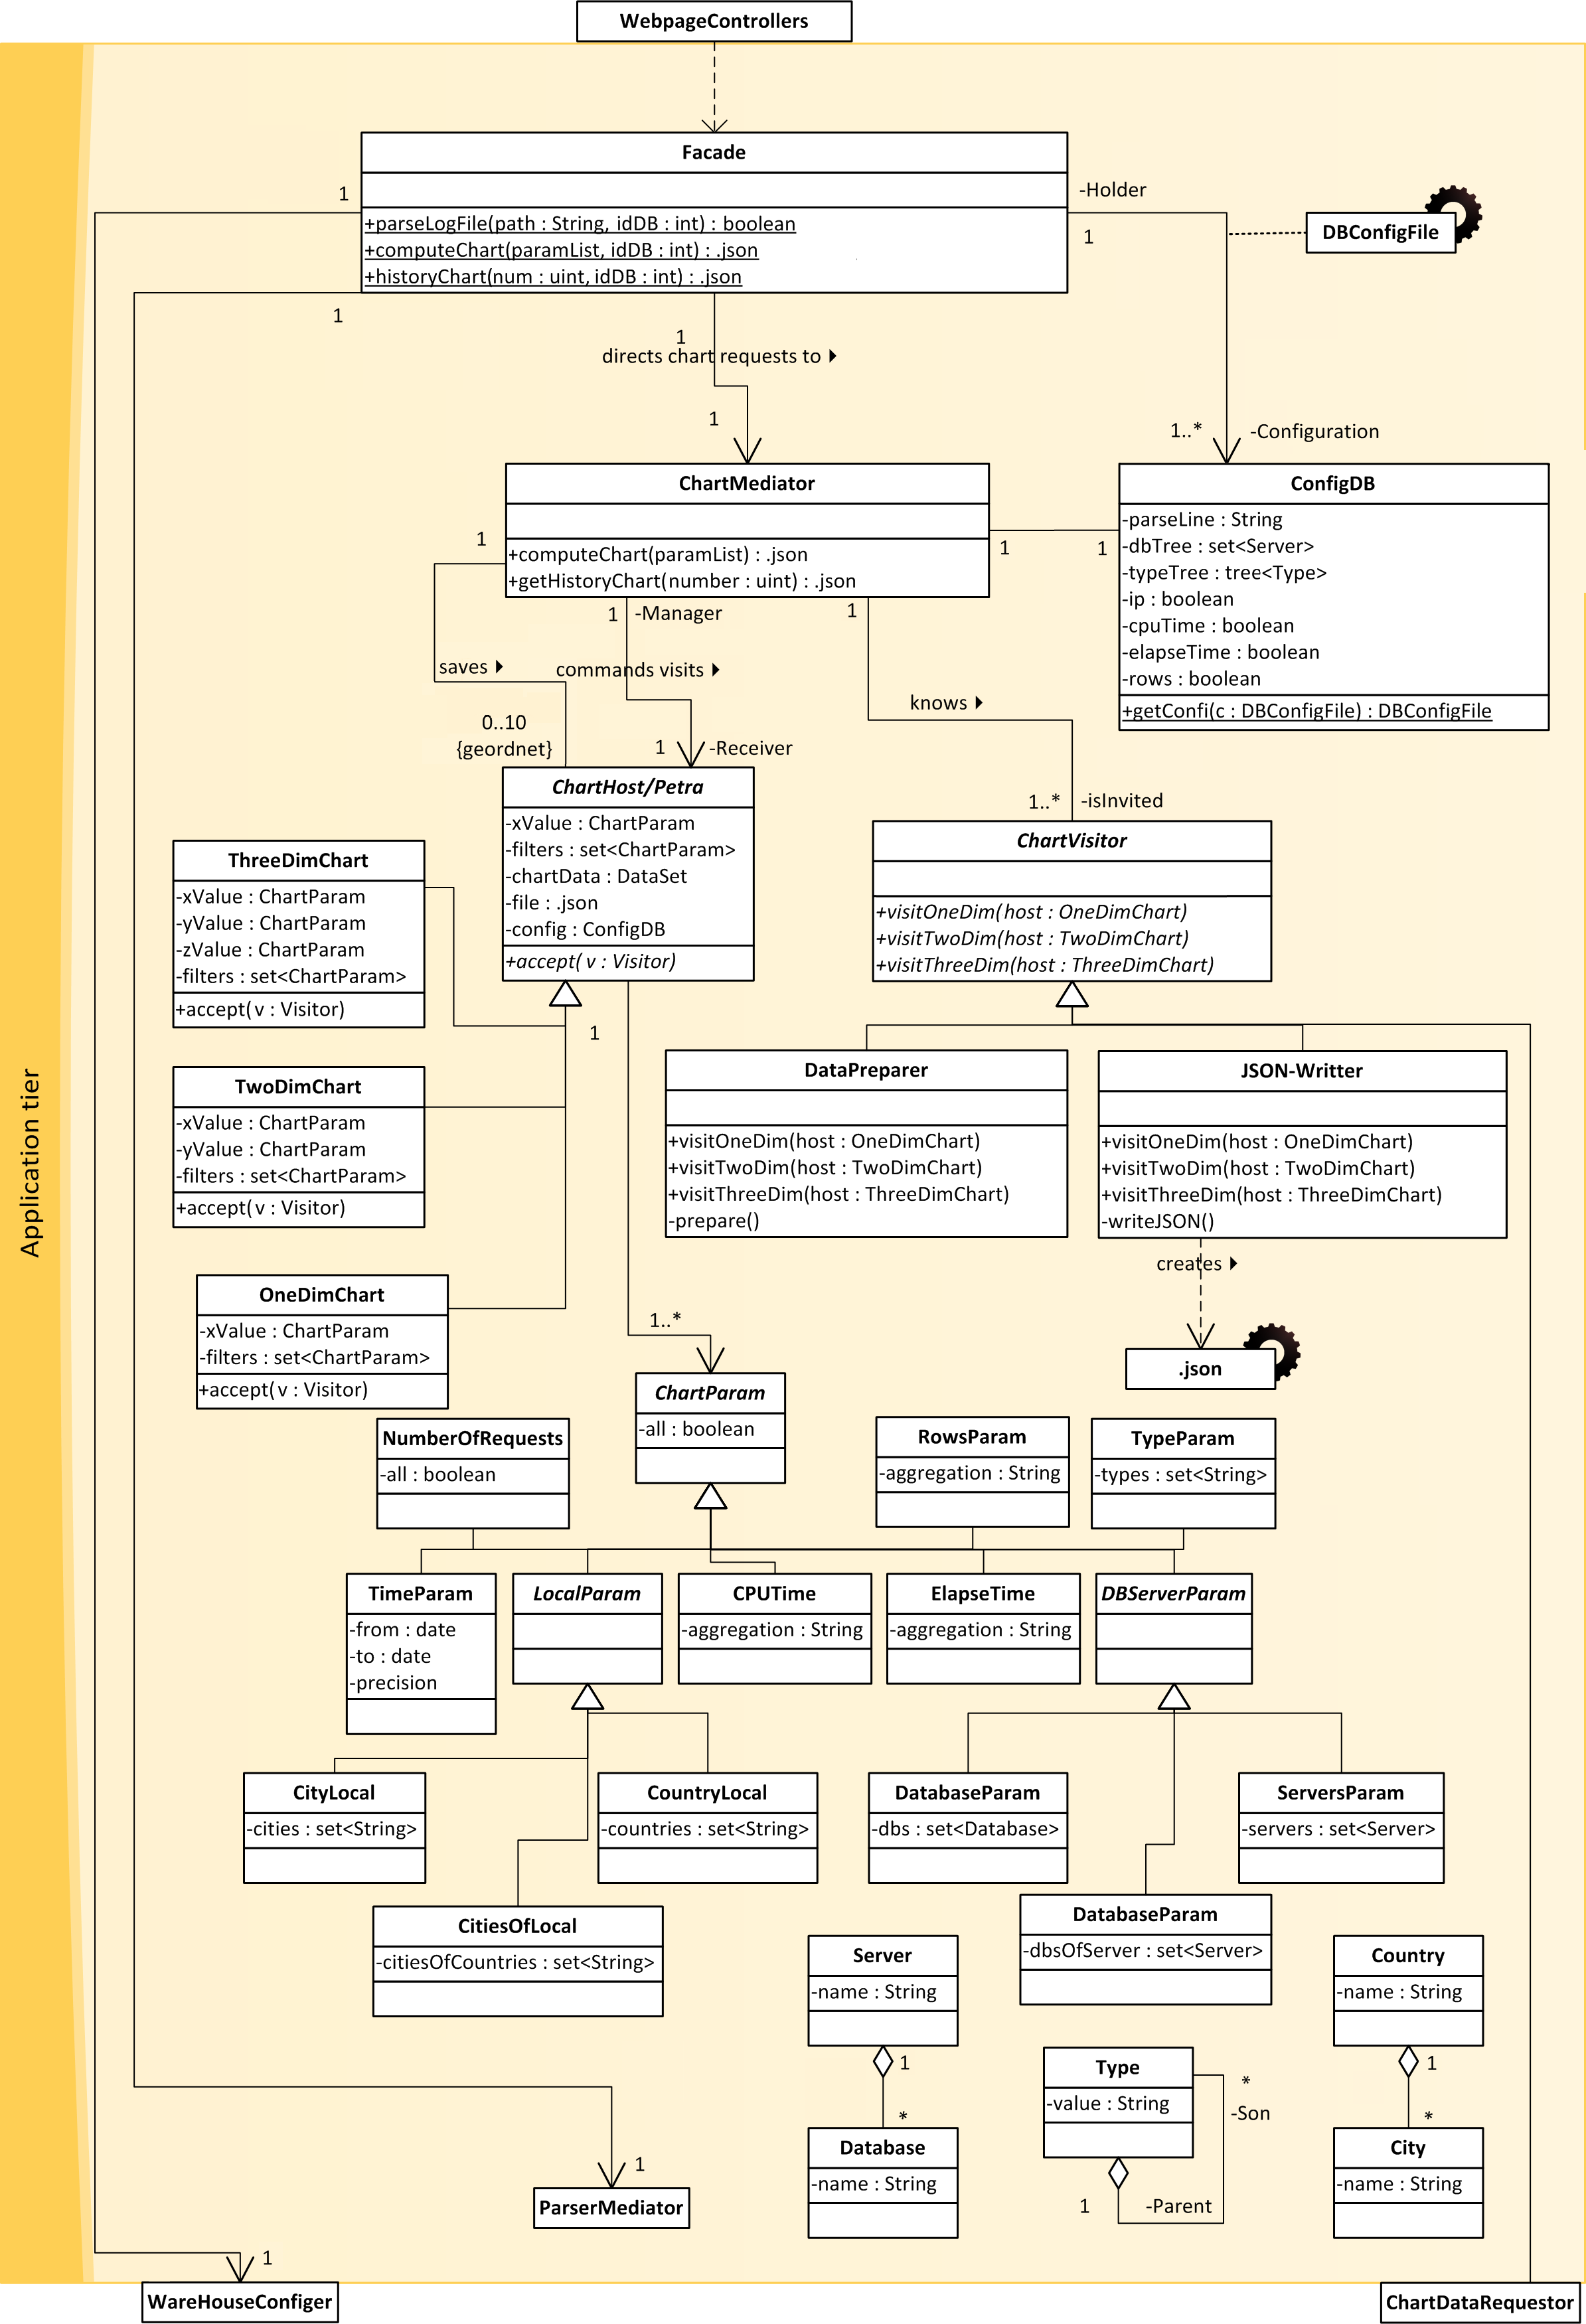 WebpageControllers
Facade
+parseLogFile(path : String, idDB : int) : boolean
+computeChart(paramList, idDB : int) : .json
+historyChart(num : uint, idDB : int) : .json
1
1
-Holder
1
DBConfigFile
1
directs chart requests to
1
1..*
-Configuration
ChartMediator
+computeChart(paramList) : .json
+getHistoryChart(number : uint) : .json
ConfigDB
-parseLine : String
-dbTree : set<Server>
-typeTree : tree<Type>
-ip : boolean
-cpuTime : boolean
-elapseTime : boolean
-rows : boolean
+getConfi(c : DBConfigFile) : DBConfigFile
1
1
1
1
-Manager
1
saves
commands visits
knows
0..10
{geordnet}
1
-Receiver
1..*
-isInvited
ChartHost/Petra
-xValue : ChartParam
-filters : set<ChartParam>
-chartData : DataSet
-file : .json
-config : ConfigDB
+accept( v : Visitor)
ChartVisitor
+visitOneDim(host : OneDimChart)
+visitTwoDim(host : TwoDimChart)
+visitThreeDim(host : ThreeDimChart)
ThreeDimChart
-xValue : ChartParam
-yValue : ChartParam
-zValue : ChartParam
-filters : set<ChartParam>
+accept( v : Visitor)
1
TwoDimChart
-xValue : ChartParam
-yValue : ChartParam
-filters : set<ChartParam>
+accept( v : Visitor)
DataPreparer
+visitOneDim(host : OneDimChart)
+visitTwoDim(host : TwoDimChart)
+visitThreeDim(host : ThreeDimChart)
-prepare()
JSON-Writter
+visitOneDim(host : OneDimChart)
+visitTwoDim(host : TwoDimChart)
+visitThreeDim(host : ThreeDimChart)
-writeJSON()
Application tier
creates
.json
OneDimChart
-xValue : ChartParam
-filters : set<ChartParam>
+accept( v : Visitor)
1..*
ChartParam
-all : boolean
NumberOfRequests
-all : boolean
RowsParam
-aggregation : String
TypeParam
-types : set<String>
TimeParam
-from : date
-to : date
-precision
LocalParam
CPUTime
-aggregation : String
ElapseTime
-aggregation : String
DBServerParam
CityLocal
-cities : set<String>
CountryLocal
-countries : set<String>
DatabaseParam
-dbs : set<Database>
ServersParam
-servers : set<Server>
CitiesOfLocal
-citiesOfCountries : set<String>
DatabaseParam
-dbsOfServer : set<Server>
Server
-name : String
1
*
Database
-name : String
Type
-value : String
*
-Son
1
-Parent
Country
-name : String
1
*
City
-name : String
1
ParserMediator
1
WareHouseConfiger
ChartDataRequestor